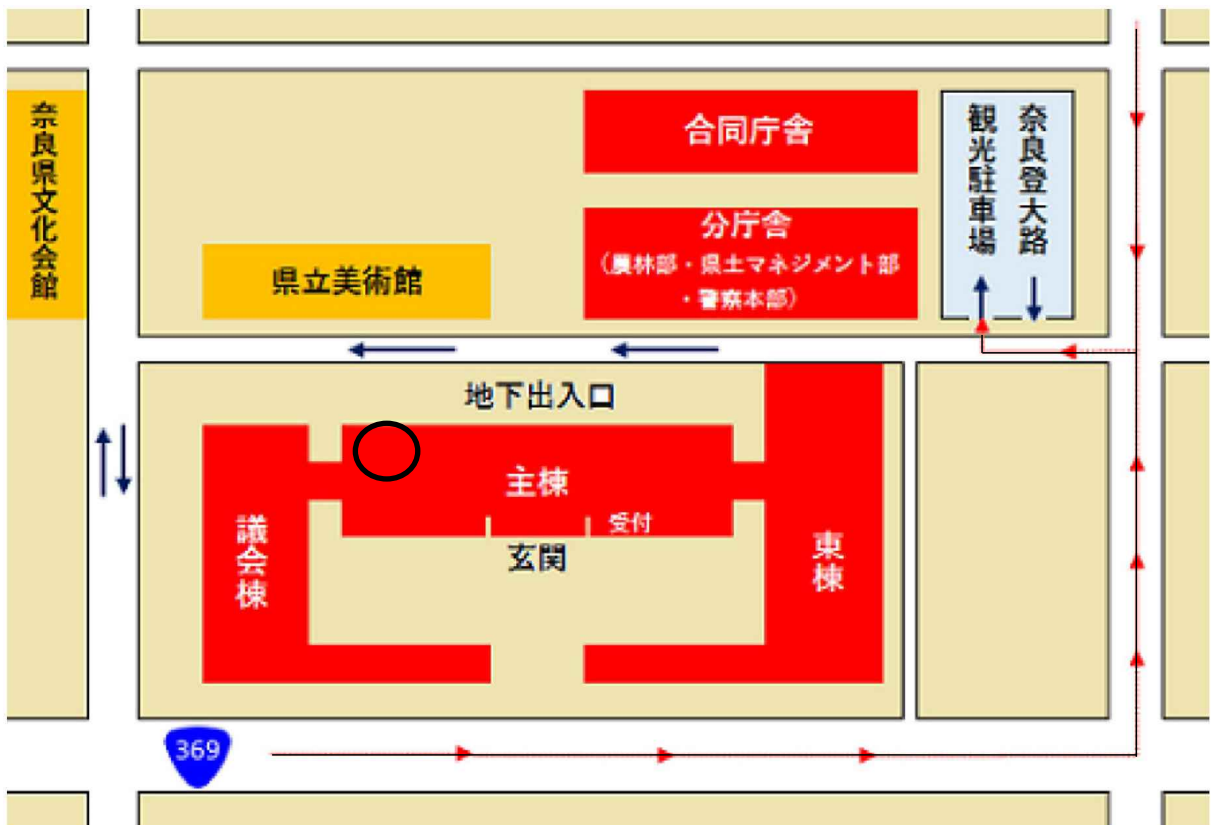 奈良県文化会館
合同庁舎
分庁舎
(農林部・県土マネジメント部
・警察本部)
奈良登大路
観光駐車場
県立美術館
地下出入口
主棟
受付
玄関
議会棟
東棟
369